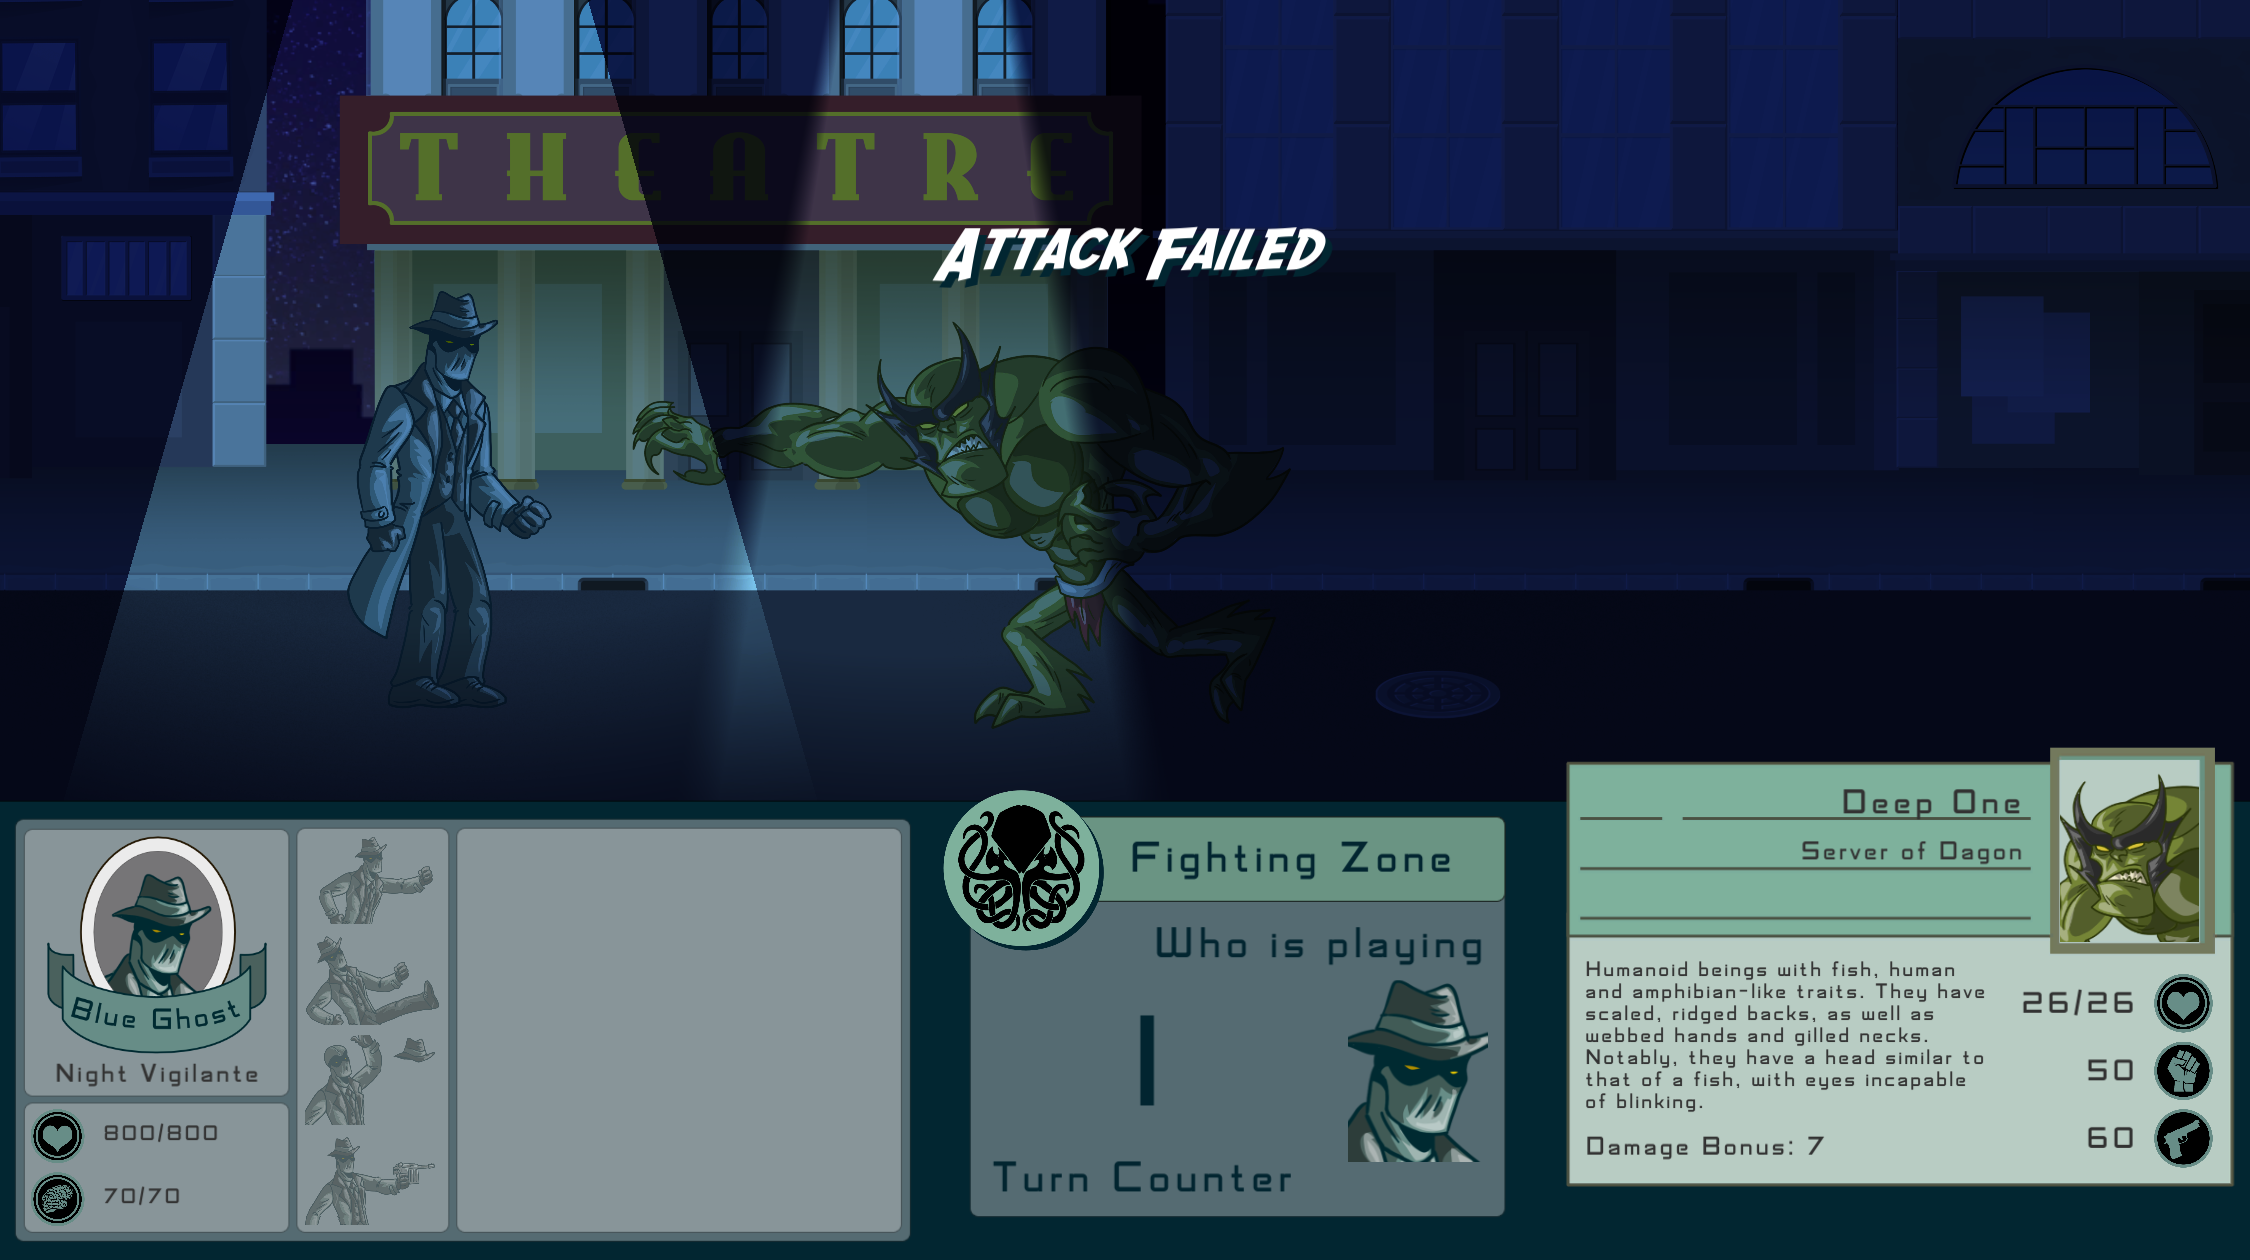 THEATRE
ATTACK FAILED
Blue Ghost
Night Vigilante
800/800
70/70
Fighting Zone
Who is playing
1
Turn Counter
Deep One
Server of Dagon
Humanoid beings with fish, human
and amphibian-like traits. They have
scaled, ridged backs, as well as
webbed hands and gilled necks.
Notably, they have a head similar to
that of a fish, with eyes incapable
of blinking.
Damage Bonus: 7
26/26
50
60